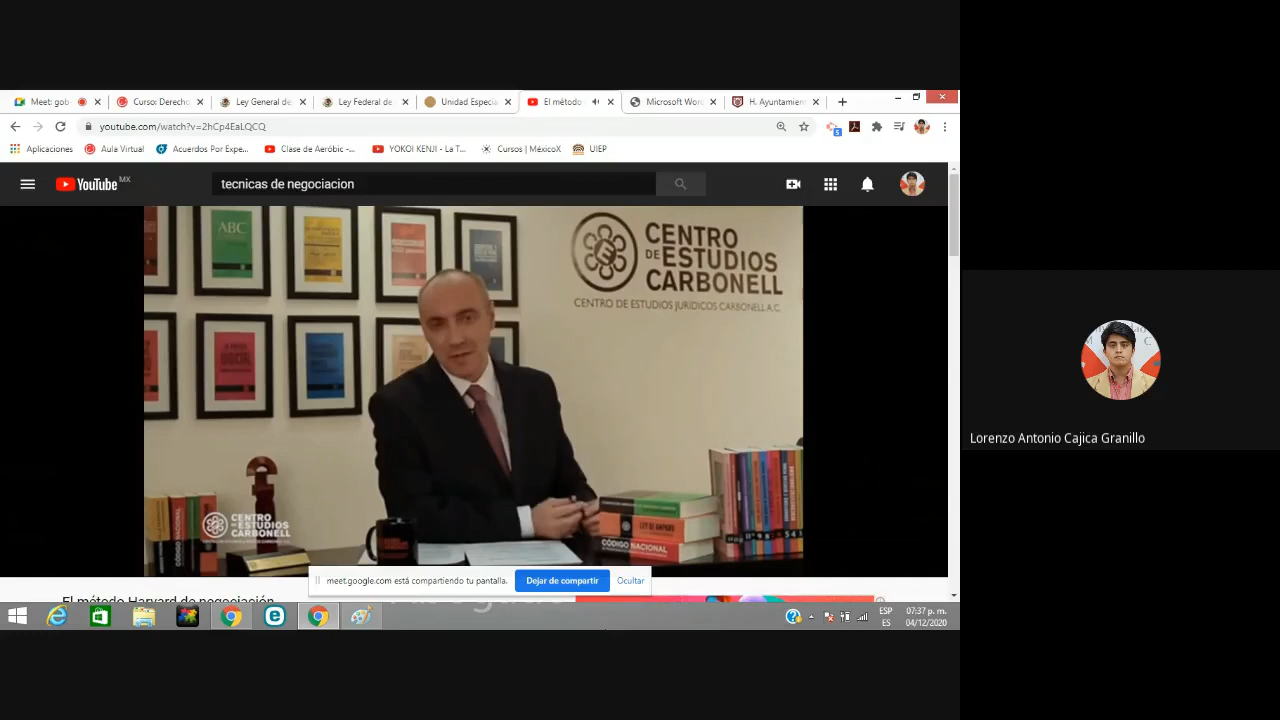 Meet: gob
Curso: Derecho
Ley General de
Ley Federal de
Unidad Especia
El método
Microsoft Word
H. Ayuntamien
youtube.com/watch?v=2hCp4EaLQCQ
5
Aplicaciones
Aula Virtual
Acuerdos Por Expe...
Clase de Aeróbic -...
YOKOI KENJI - La T...
Cursos | MéxicoX
UIEP
YouTube MX
tecnicas de negociacion
ABC
SOCIAL
CENTRO
DE ESTUDIOS
CARBONELL
CENTRO DE ESTUDIOS JURÍDICOS CARBONELL A.C.
CENTRO
DE ESTUDIOS
CARBONELL
LEY DE AMPARO
CÓDIGO NACIONAL
meet.google.com está compartiendo tu pantalla.
Dejar de compartir
Ocultar
El método Harvard de negociación
ESP
ES
07:37 p. m.
04/12/2020
Lorenzo Antonio Cajica Granillo